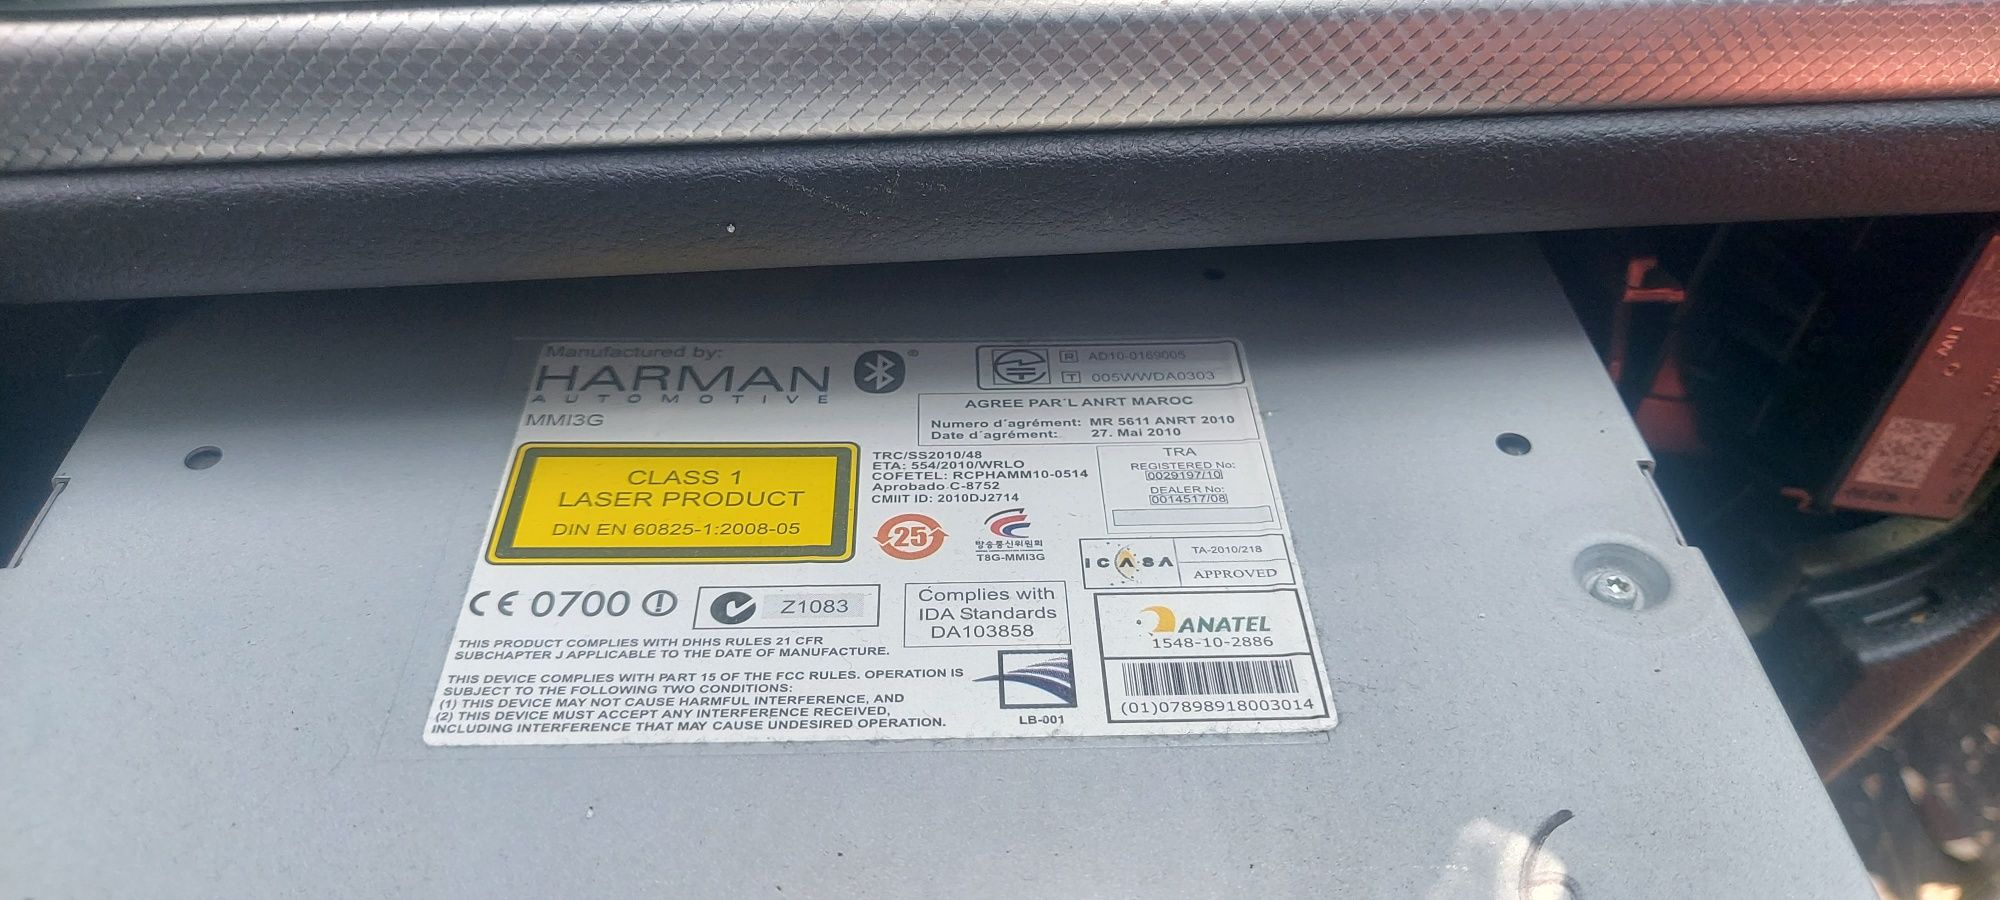 Manufactured by:
HARMAN
AUTOMOTIVE
MMI3G
®
R AD10-0169005
T 005WWDA0303
AGREE PAR´L ANRT MAROC
Numero d´agrément: MR 5611 ANRT 2010
Date d´agrément: 27. Mai 2010
CLASS 1
LASER PRODUCT
DIN EN 60825-1:2008-05
TRC/SS2010/48
ETA: 554/2010/WRLO
COFETEL: RCPHAMM10-0514
Aprobado C-8752
CMIIT ID: 2010DJ2714
TRA
REGISTERED No:
0029197/10
DEALER No:
0014517/08
25
방송통신위원회
T8G-MMI3G
ICASA
TA-2010/218
APPROVED
CE 0700
Z1083
Complies with
IDA Standards
DA103858
ANATEL
1548-10-2886
(01)07898918003014
THIS PRODUCT COMPLIES WITH DHHS RULES 21 CFR
SUBCHAPTER J APPLICABLE TO THE DATE OF MANUFACTURE.
THIS DEVICE COMPLIES WITH PART 15 OF THE FCC RULES. OPERATION IS
SUBJECT TO THE FOLLOWING TWO CONDITIONS:
(1) THIS DEVICE MAY NOT CAUSE HARMFUL INTERFERENCE, AND
(2) THIS DEVICE MUST ACCEPT ANY INTERFERENCE RECEIVED,
INCLUDING INTERFERENCE THAT MAY CAUSE UNDESIRED OPERATION.
LB-001